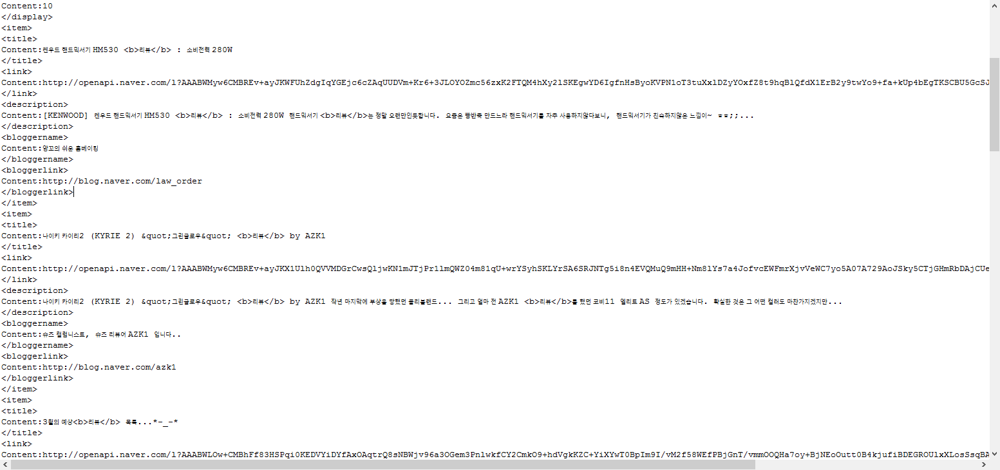 Content:10
</display>
<item>
<title>
Content:켄우드 핸드믹서기 HM530 <b>리뷰</b> : 소비전력 280W
</title>
<link>
Content:http://openapi.naver.com/l?AAABWMyw6CMBREv+ayJKWFUhZdgIqYGEjc6cZAqUUDVm+Kr6+3JLOYOZmc56zxK2FTQM4hXy2lSKEgwYD6IgfnHsByoKVPN1oT3tuXxlDZyYOxfZ8t9hqBlQfdX1ErB2y9twYo9+fa+kUp4bEgTKSCBU5GcSJ
</link>
<description>
Content:[KENWOOD] 켄우드 핸드믹서기 HM530 <b>리뷰</b> : 소비전력 280W 핸드믹서기 <b>리뷰</b>는 정말 오랜만인듯합니다. 요즘은 빵반죽 만드느라 핸드믹서기를 자주 사용하지않다보니, 핸드믹서기가 친숙하지않은 느낌이~ ㅎㅎ;;...
</description>
<bloggername>
Content:망꼬의 쉬운 홈베이킹
</bloggername>
<bloggerlink>
Content:http://blog.naver.com/law_order
</bloggerlink>
</item>
<item>
<title>
Content:나이키 카이리2 (KYRIE 2) &quot;그린글로우&quot; <b>리뷰</b> by AZK1
</title>
<link>
Content:http://openapi.naver.com/l?AAABWMyw6CMBREv+ayJKX1Ulh0QVVMDGrCwsQljwKN1mJTjPr1lmQWZ04m81qU+wrYSyhSKLYrSA6SRJNTg5i8n4EVQMuQ9mHH+Nm8lYs7a4JofvcEWFmrXjvVeWC7yo5A07A729AoJSky5CTjGHmRbDAjCUe
</link>
<description>
Content:나이키 카이리2 (KYRIE 2) &quot;그린글로우&quot; <b>리뷰</b> by AZK1 작년 마지막에 부상을 당했던 클리블랜드... 그리고 얼마 전 AZK1 <b>리뷰</b>를 했던 코비11 엘리트 AS 정도가 있겠습니다. 확실한 것은 그 어떤 컬러도 마찬가지겠지만...
</description>
<bloggername>
Content:슈즈 컬럼니스트, 슈즈 리뷰어 AZK1 입니다..
</bloggername>
<bloggerlink>
Content:http://blog.naver.com/azk1
</bloggerlink>
</item>
<item>
<title>
Content:3월의 예상<b>리뷰</b> 목록...*-_-*
</title>
<link>
Content:http://openapi.naver.com/l?AAABWLOw+CMBhFf83HSPqi0KEDVYiDYfAxOAqtrQ8sNBWjv96a3OGem3PnlwkfCY2CmkO9+hdVgkKZC+YiXYwT0BpIm9I/vM2f58WEfPBjGnT/vmmOOQHa7oy+BjNEoOutt0B4kjufiBDEGROUlxXLosSsqBA